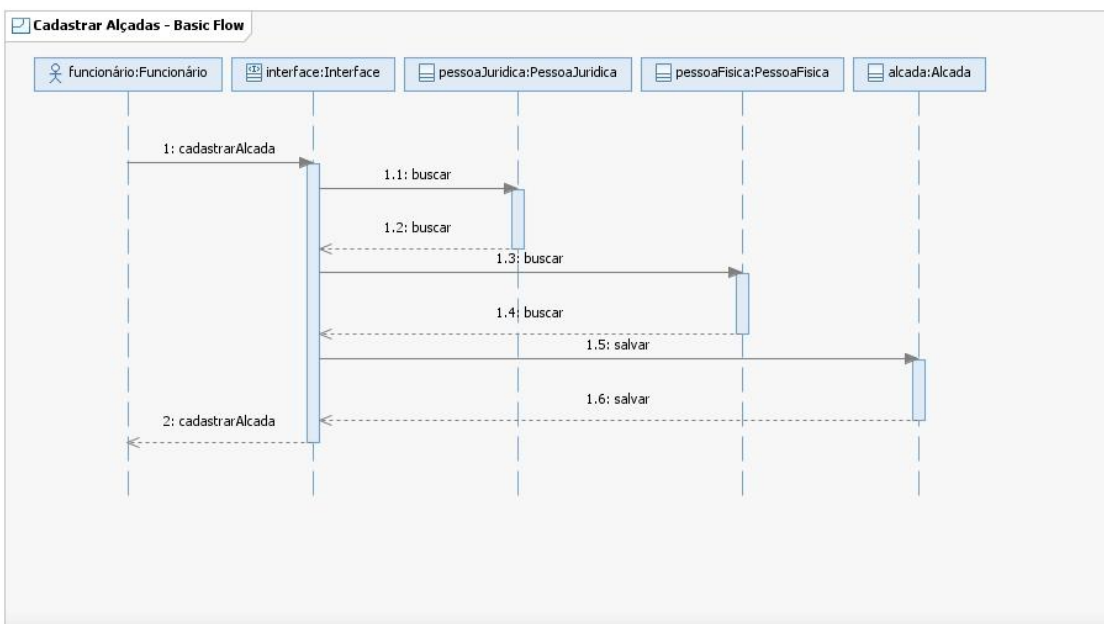 Cadastrar Alçadas - Basic Flow
funcionário:Funcionário
interface:Interface
pessoaJuridica:PessoaJuridica
pessoaFisica:PessoaFisica
alcada:Alcada
1: cadastrarAlcada
1.1: buscar
1.2: buscar
1.3: buscar
1.4: buscar
1.5: salvar
1.6: salvar
2: cadastrarAlcada